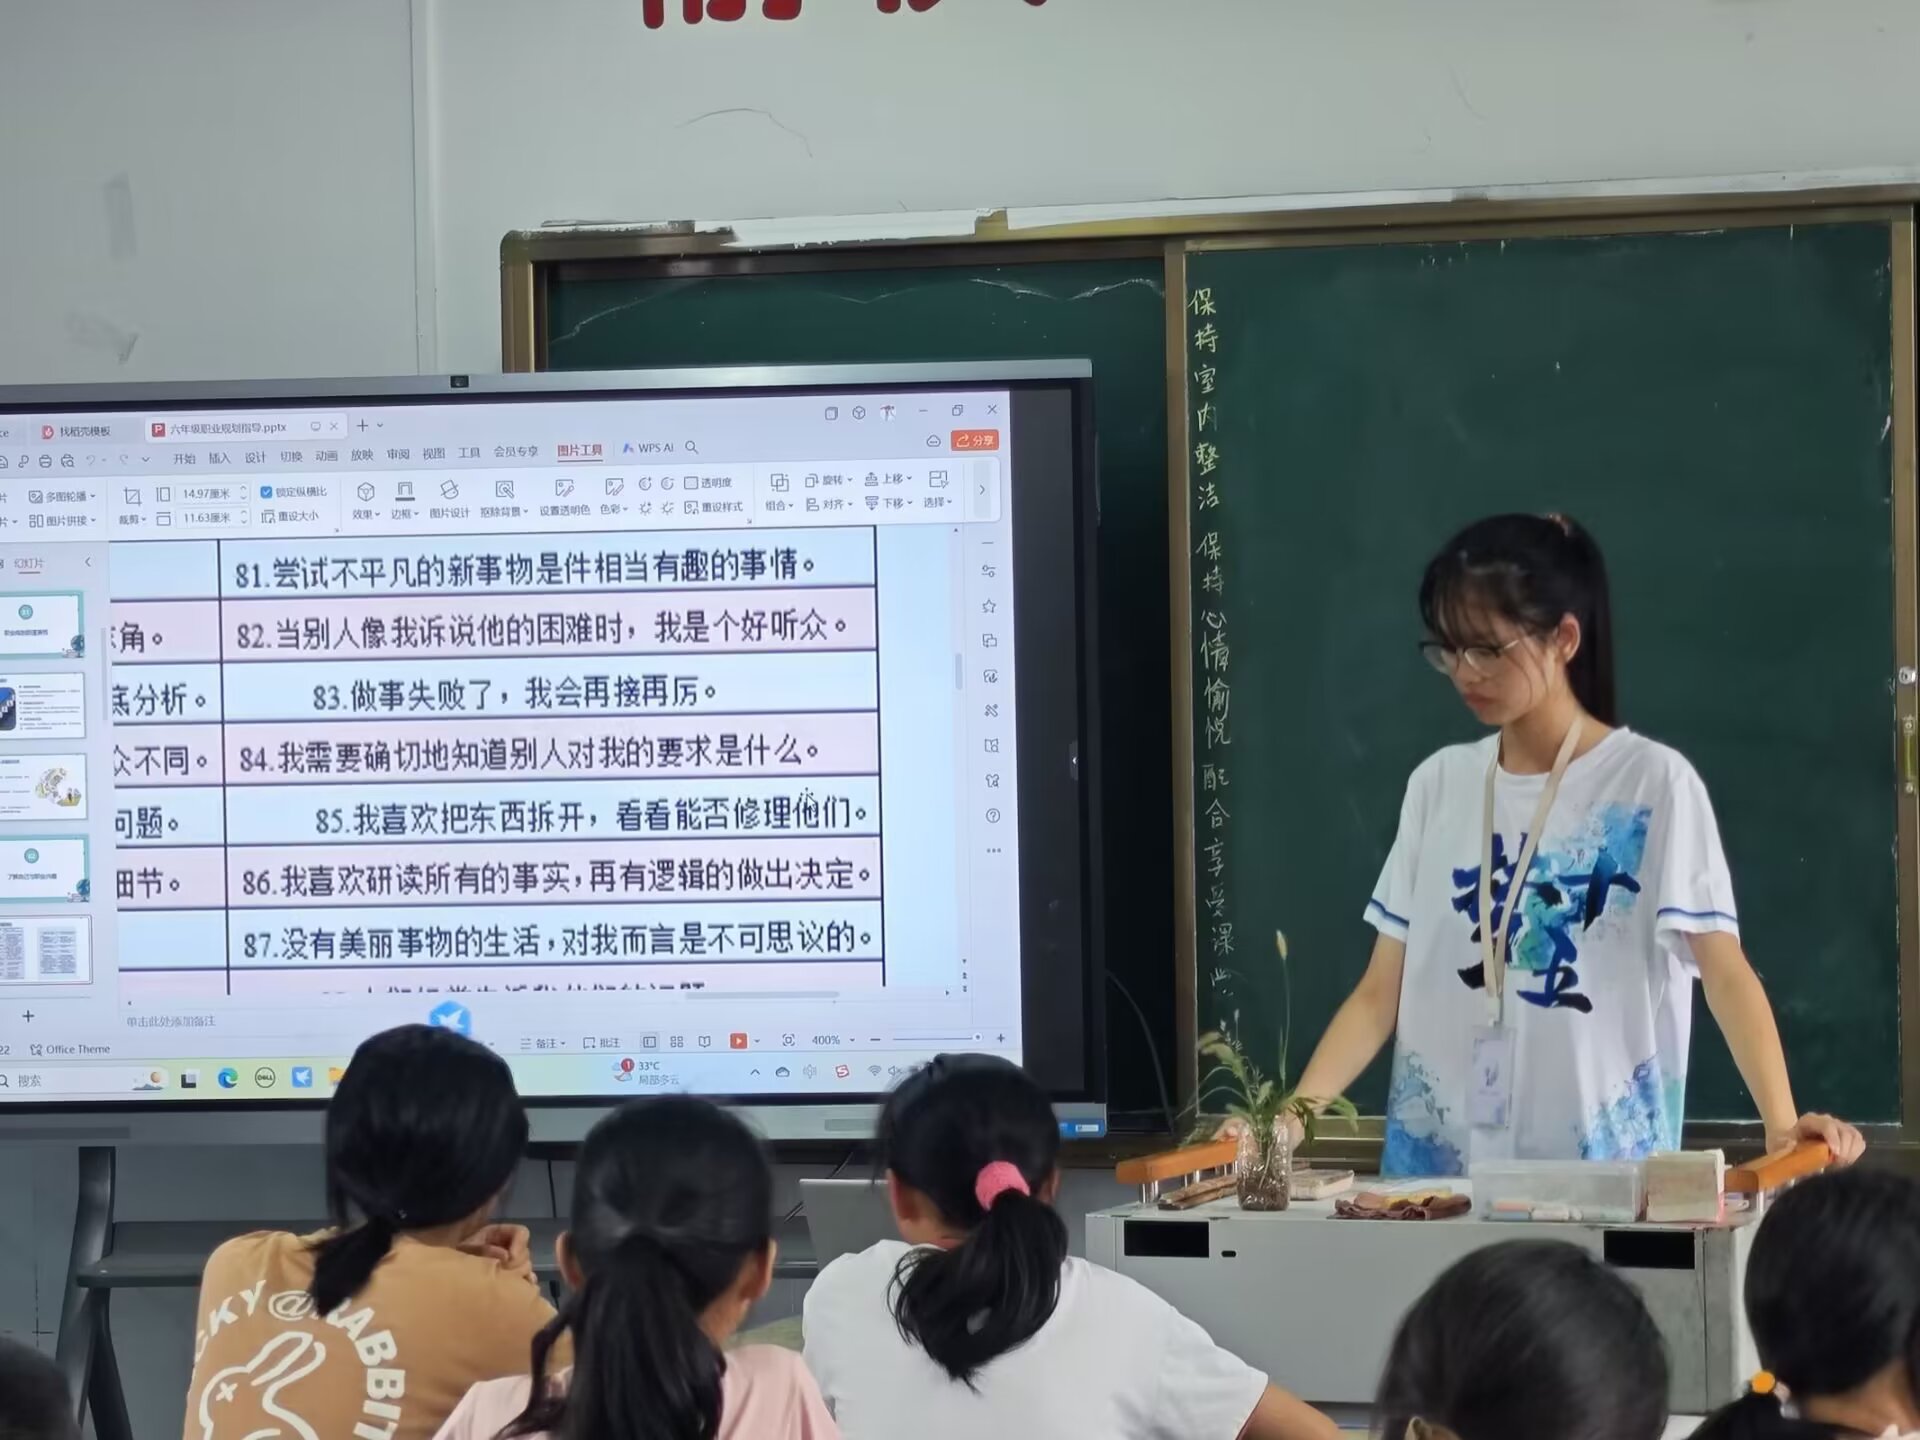 找稻壳模板
六年级职业规划指导.pptx
开始 插入 设计 切换 动画 放映 审阅 视图 工具 会员专享 图片工具 WPS AI
分享
多图轮播
14.97厘米
锁定纵横比
旋转
上移
透明度
图片拼接
裁剪
11.63厘米
重设大小
效果 边框 图片设计 抠除背景 设置透明色 色彩
重设样式
组合 对齐 下移 选择
幻灯片
81.尝试不平凡的新事物是件相当有趣的事情。
角。
82.当别人像我诉说他的困难时，我是个好听众。
底分析。
83.做事失败了，我会再接再厉。
众不同。
84.我需要确切地知道别人对我的要求是什么。
问题。
85.我喜欢把东西拆开，看看能否修理他们。
细节。
86.我喜欢研读所有的事实，再有逻辑的做出决定。
87.没有美丽事物的生活，对我而言是不可思议的。
单击此处添加备注
22
Office Theme
备注 批注
400%
搜索
DELL
1
33°C
局部多云
保持室内整洁 保持心情愉悦 配合享受课堂
梦
立
CKY@RABBIT